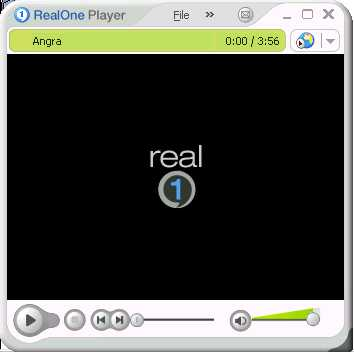 RealOne Player File »
Angra 0:00 / 3:56
real
1